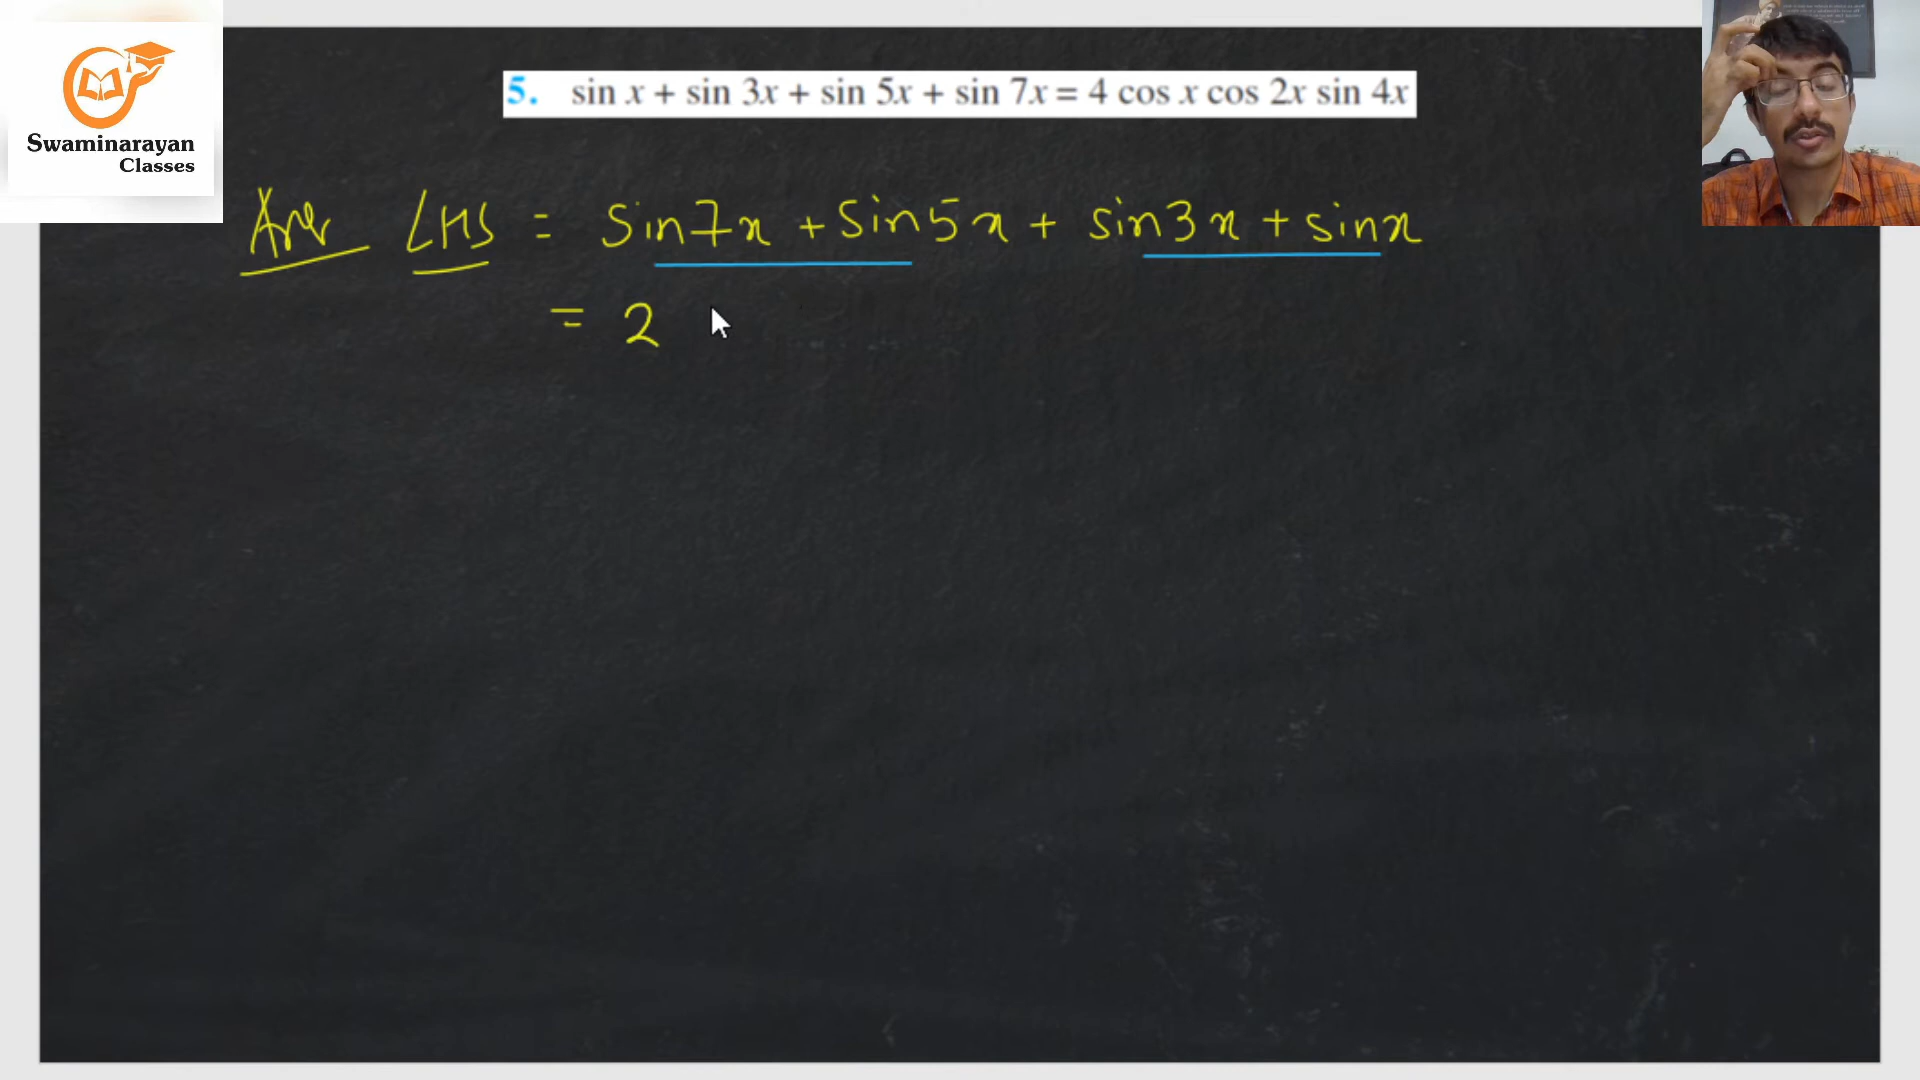 Swaminarayan
Classes
5. sin x + sin 3x + sin 5x + sin 7x = 4 cos x cos 2x sin 4x
Ans LHS = sin7x + sin5x + sin3x + sinx
= 2